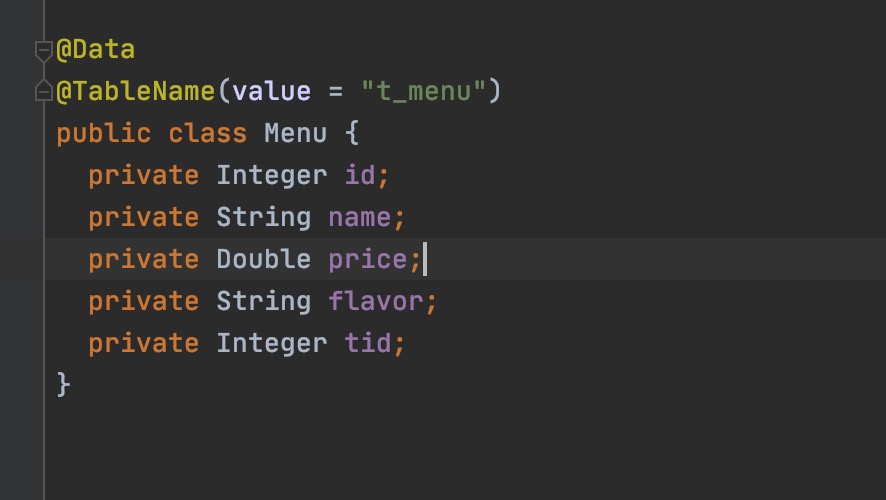 @Data
@TableName(value = "t_menu")
public class Menu {
private Integer id;
private String name;
private Double price;
private String flavor;
private Integer tid;
}